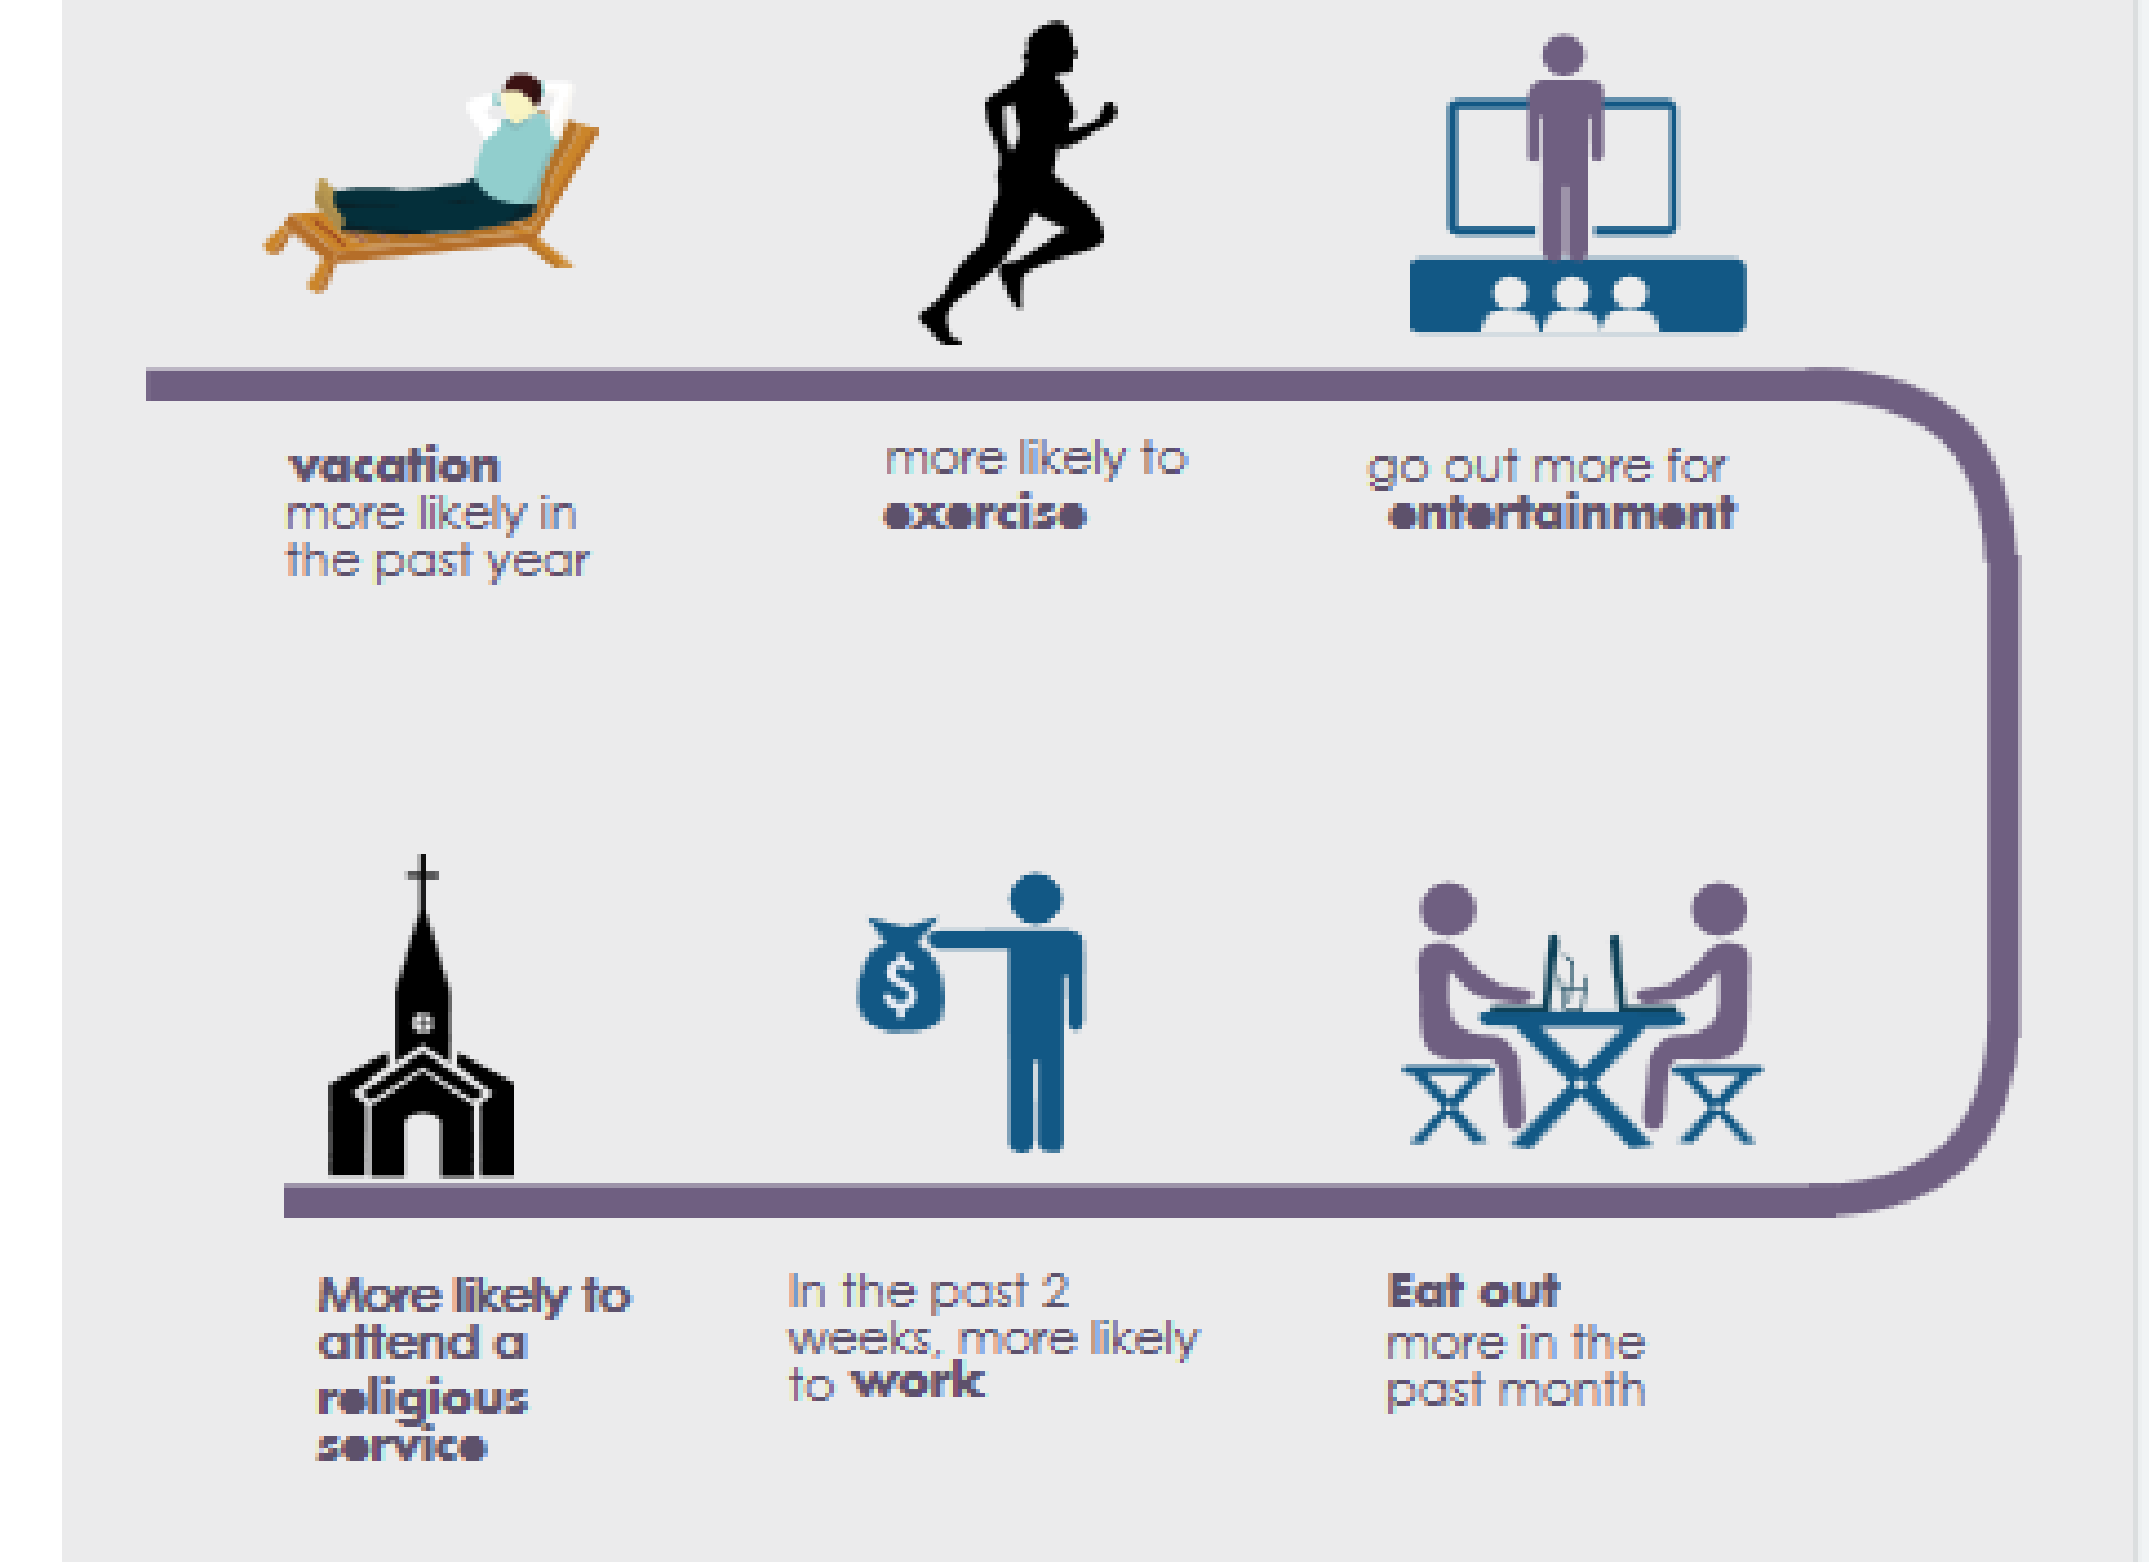 vacation
more likely in
the past year
more likely to
exercise
go out more for
entertainment
$
More likely to
attend a
religious
service
In the past 2
weeks, more likely
to work
Eat out
more in the
past month